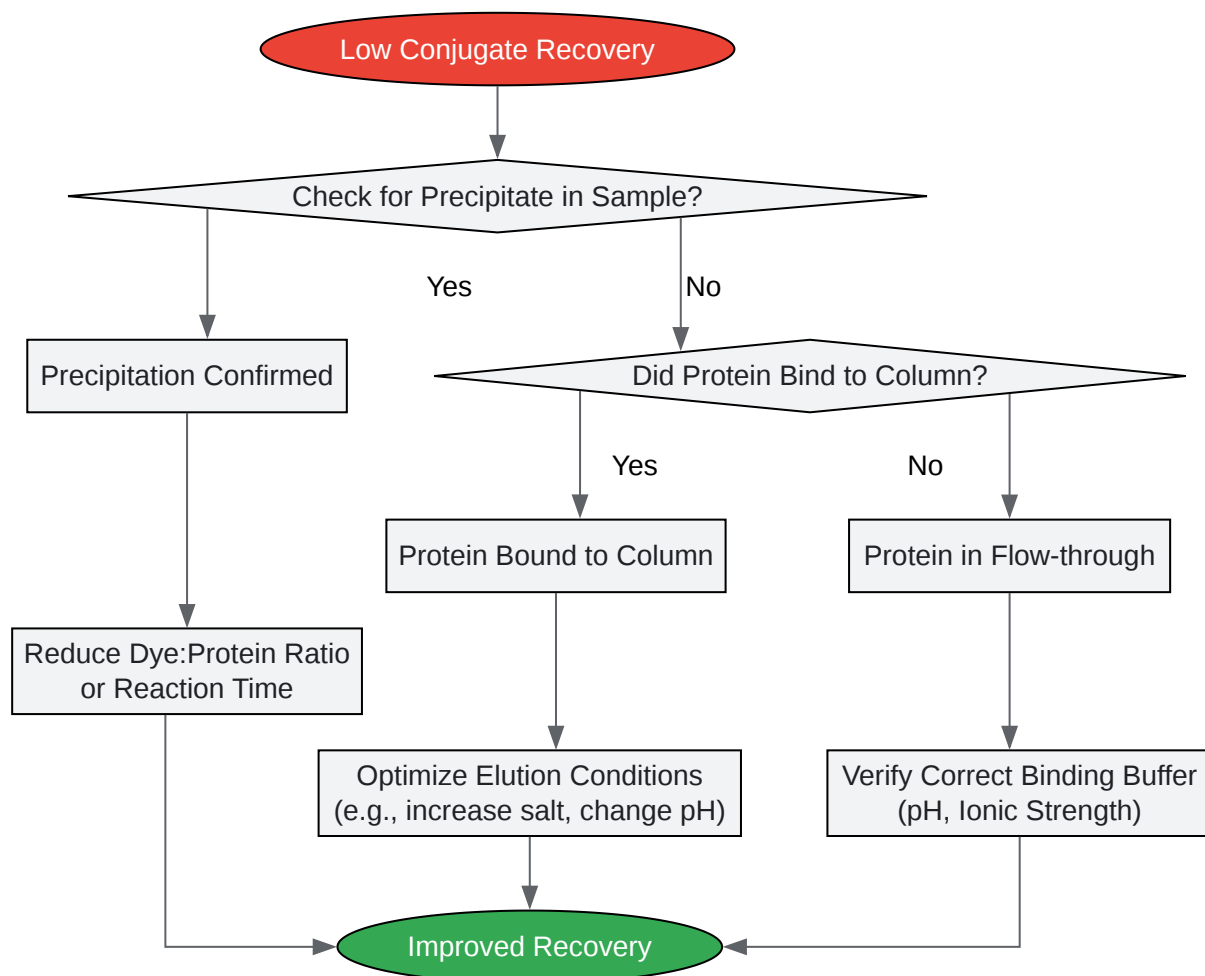 Low Conjugate Recovery
Check for Precipitate in Sample?
Yes
No
Precipitation Confirmed
Did Protein Bind to Column?
Yes
No
Protein Bound to Column
Protein in Flow-through
Reduce Dye:Protein Ratio
or Reaction Time
Optimize Elution Conditions
(e.g., increase salt, change pH)
Verify Correct Binding Buffer
(pH, Ionic Strength)
Improved Recovery